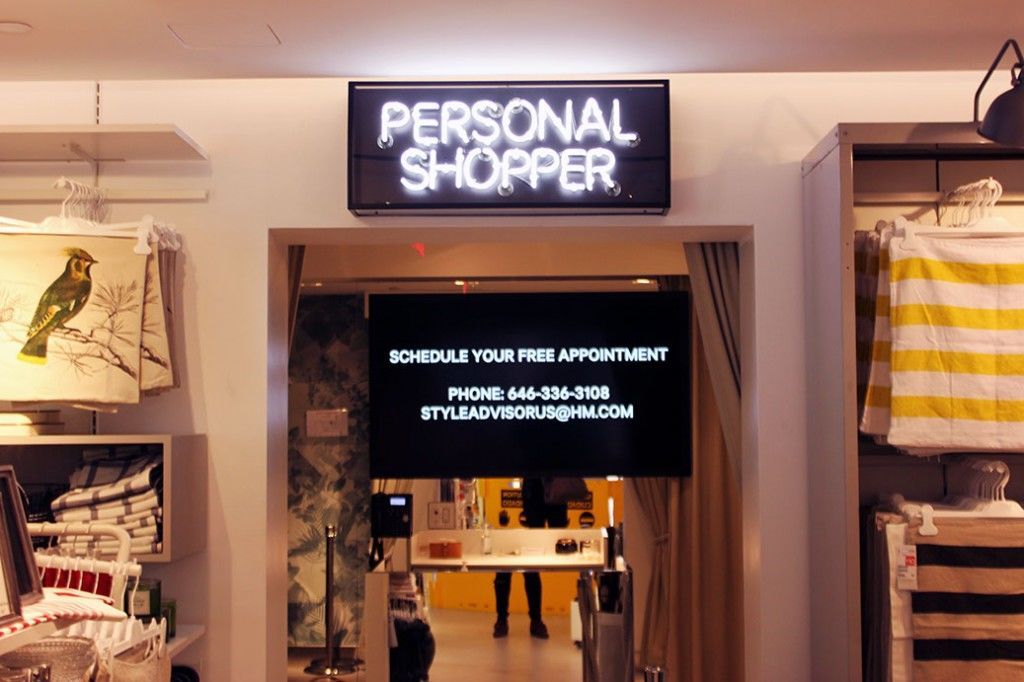 PERSONAL
SHOPPER
SCHEDULE YOUR FREE APPOINTMENT
PHONE: 646-336-3108
STYLEADVISORUS@HM.COM